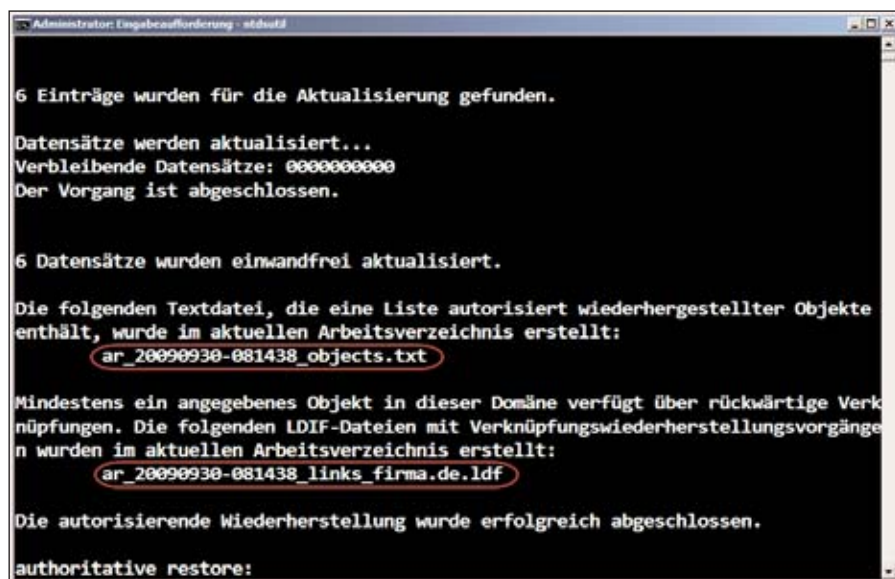 Administrator: Eingabeaufforderung - ntdsutil
6 Einträge wurden für die Aktualisierung gefunden.
Datensätze werden aktualisiert...
Verbleibende Datensätze: 0000000000
Der Vorgang ist abgeschlossen.
6 Datensätze wurden einwandfrei aktualisiert.
Die folgenden Textdatei, die eine Liste autorisiert wiederhergestellter Objekte
enthält, wurde im aktuellen Arbeitsverzeichnis erstellt:
ar_20090930-081438_objects.txt
Mindestens ein angegebenes Objekt in dieser Domäne verfügt über rückwärtige Verk
nüpfungen. Die folgenden LDIF-Dateien mit Verknüpfungswiederherstellungsvorgänge
n wurden im aktuellen Arbeitsverzeichnis erstellt:
ar_20090930-081438_links_firma.de.ldf
Die autorisierende Wiederherstellung wurde erfolgreich abgeschlossen.
authoritative restore: